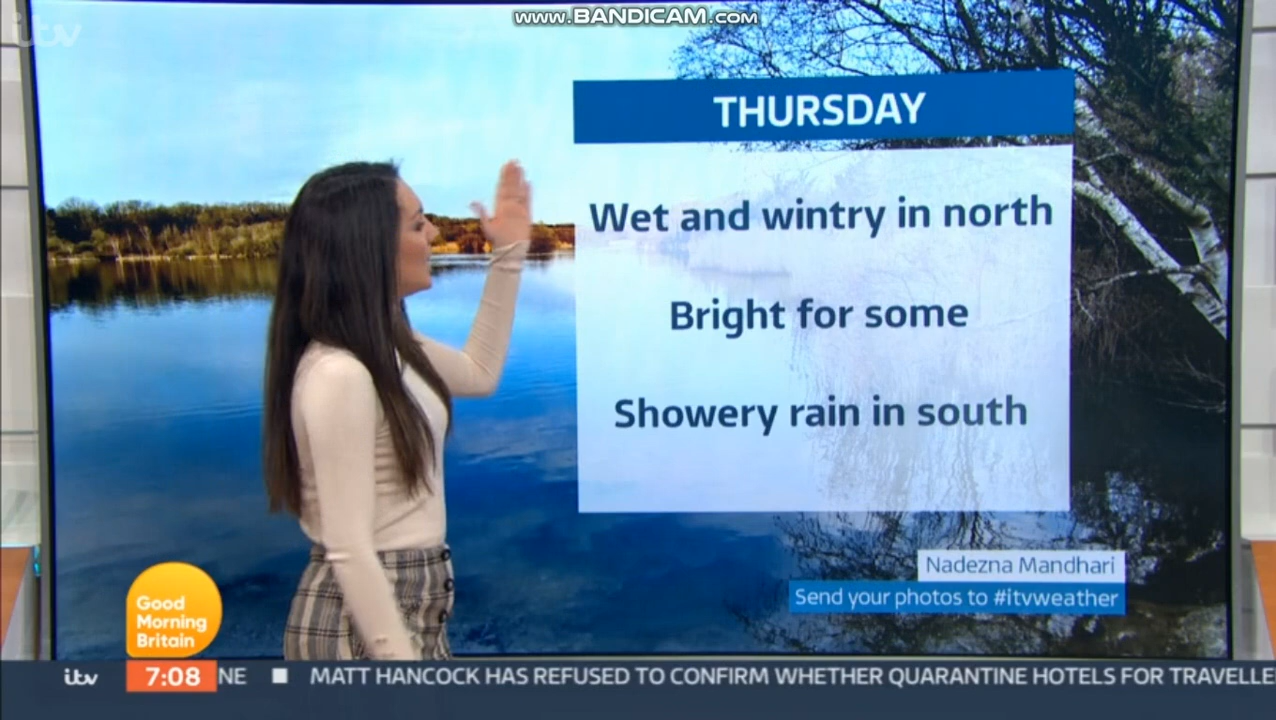 itv
www.BANDICAM.com
THURSDAY
Wet and wintry in north
Bright for some
Showery rain in south
Nadezna Mandhari
Send your photos to #itvweather
Good
Morning
Britain
itv 7:08 NE ■ MATT HANCOCK HAS REFUSED TO CONFIRM WHETHER QUARANTINE HOTELS FOR TRAVELLE